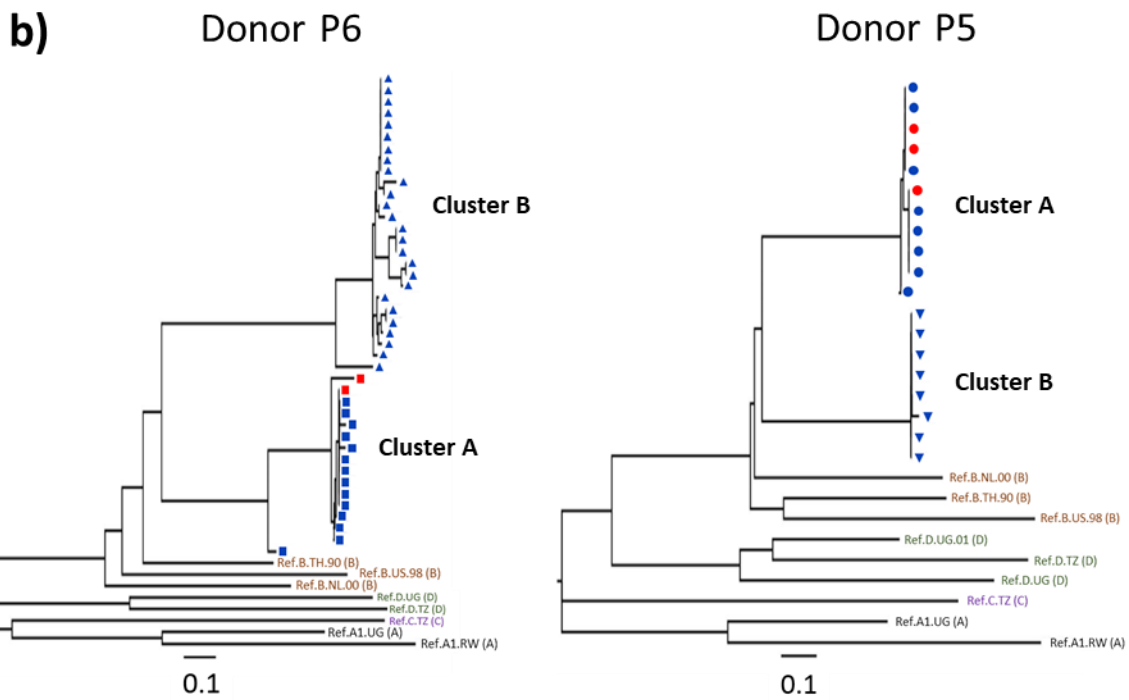 b)
Donor P6
Donor P5
Cluster B
Cluster A
Ref.B.TH.90 (B)
Ref.B.US.98 (B)
Ref.B.NL.00 (B)
Ref.D.UG (D)
Ref.D.TZ (D)
Ref.C.TZ (C)
Ref.A1.UG (A)
Ref.A1.RW (A)
0.1
Cluster A
Cluster B
Ref.B.NL.00 (B)
Ref.B.TH.90 (B)
Ref.B.US.98 (B)
Ref.D.UG.01 (D)
Ref.D.TZ (D)
Ref.D.UG (D)
Ref.C.TZ (C)
Ref.A1.UG (A)
Ref.A1.RW (A)
0.1